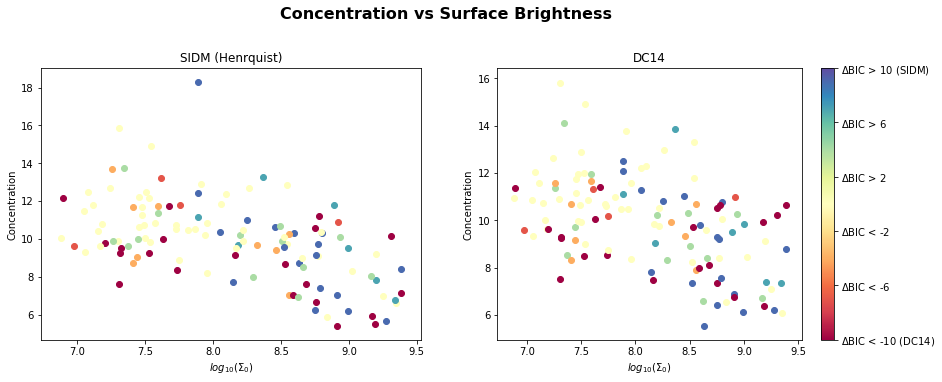 Concentration vs Surface Brightness
SIDM (Henrquist)
DC14
Concentration
18
16
14
12
10
8
6
7.0
7.5
8.0
8.5
9.0
9.5
log10(Σ0)
Concentration
16
14
12
10
8
6
7.0
7.5
8.0
8.5
9.0
9.5
log10(Σ0)
ΔBIC > 10 (SIDM)
ΔBIC > 6
ΔBIC > 2
ΔBIC < -2
ΔBIC < -6
ΔBIC < -10 (DC14)